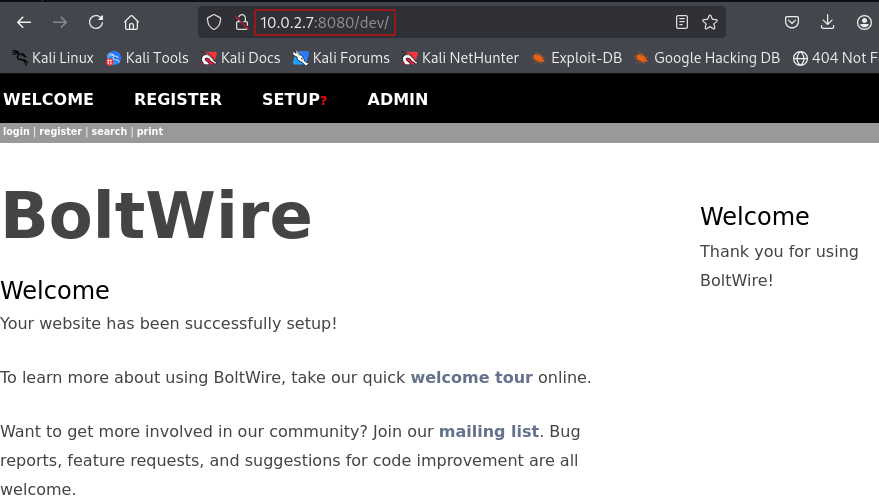 10.0.2.7:8080/dev/
Kali Linux Kali Tools Kali Docs Kali Forums Kali NetHunter Exploit-DB Google Hacking DB 404 Not F
WELCOME REGISTER SETUP? ADMIN
login | register | search | print
BoltWire
Welcome
Your website has been successfully setup!
To learn more about using BoltWire, take our quick welcome tour online.
Want to get more involved in our community? Join our mailing list. Bug
reports, feature requests, and suggestions for code improvement are all
welcome.
Welcome
Thank you for using
BoltWire!